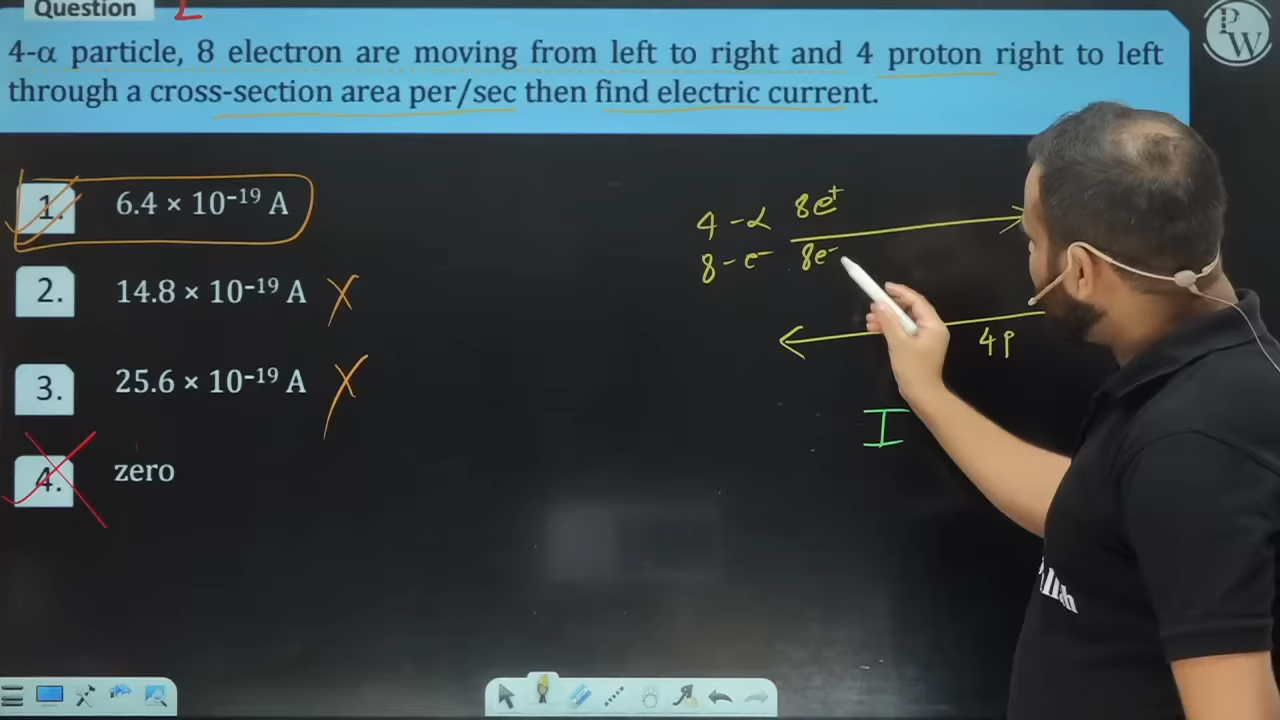 Question
4-α particle, 8 electron are moving from left to right and 4 proton right to left
through a cross-section area per/sec then find electric current.
PW
1. 6.4 × 10⁻¹⁹ A
2. 14.8 × 10⁻¹⁹ A
3. 25.6 × 10⁻¹⁹ A
4. zero
4-α 8e⁺
8-e⁻ 8e⁻
4p
I